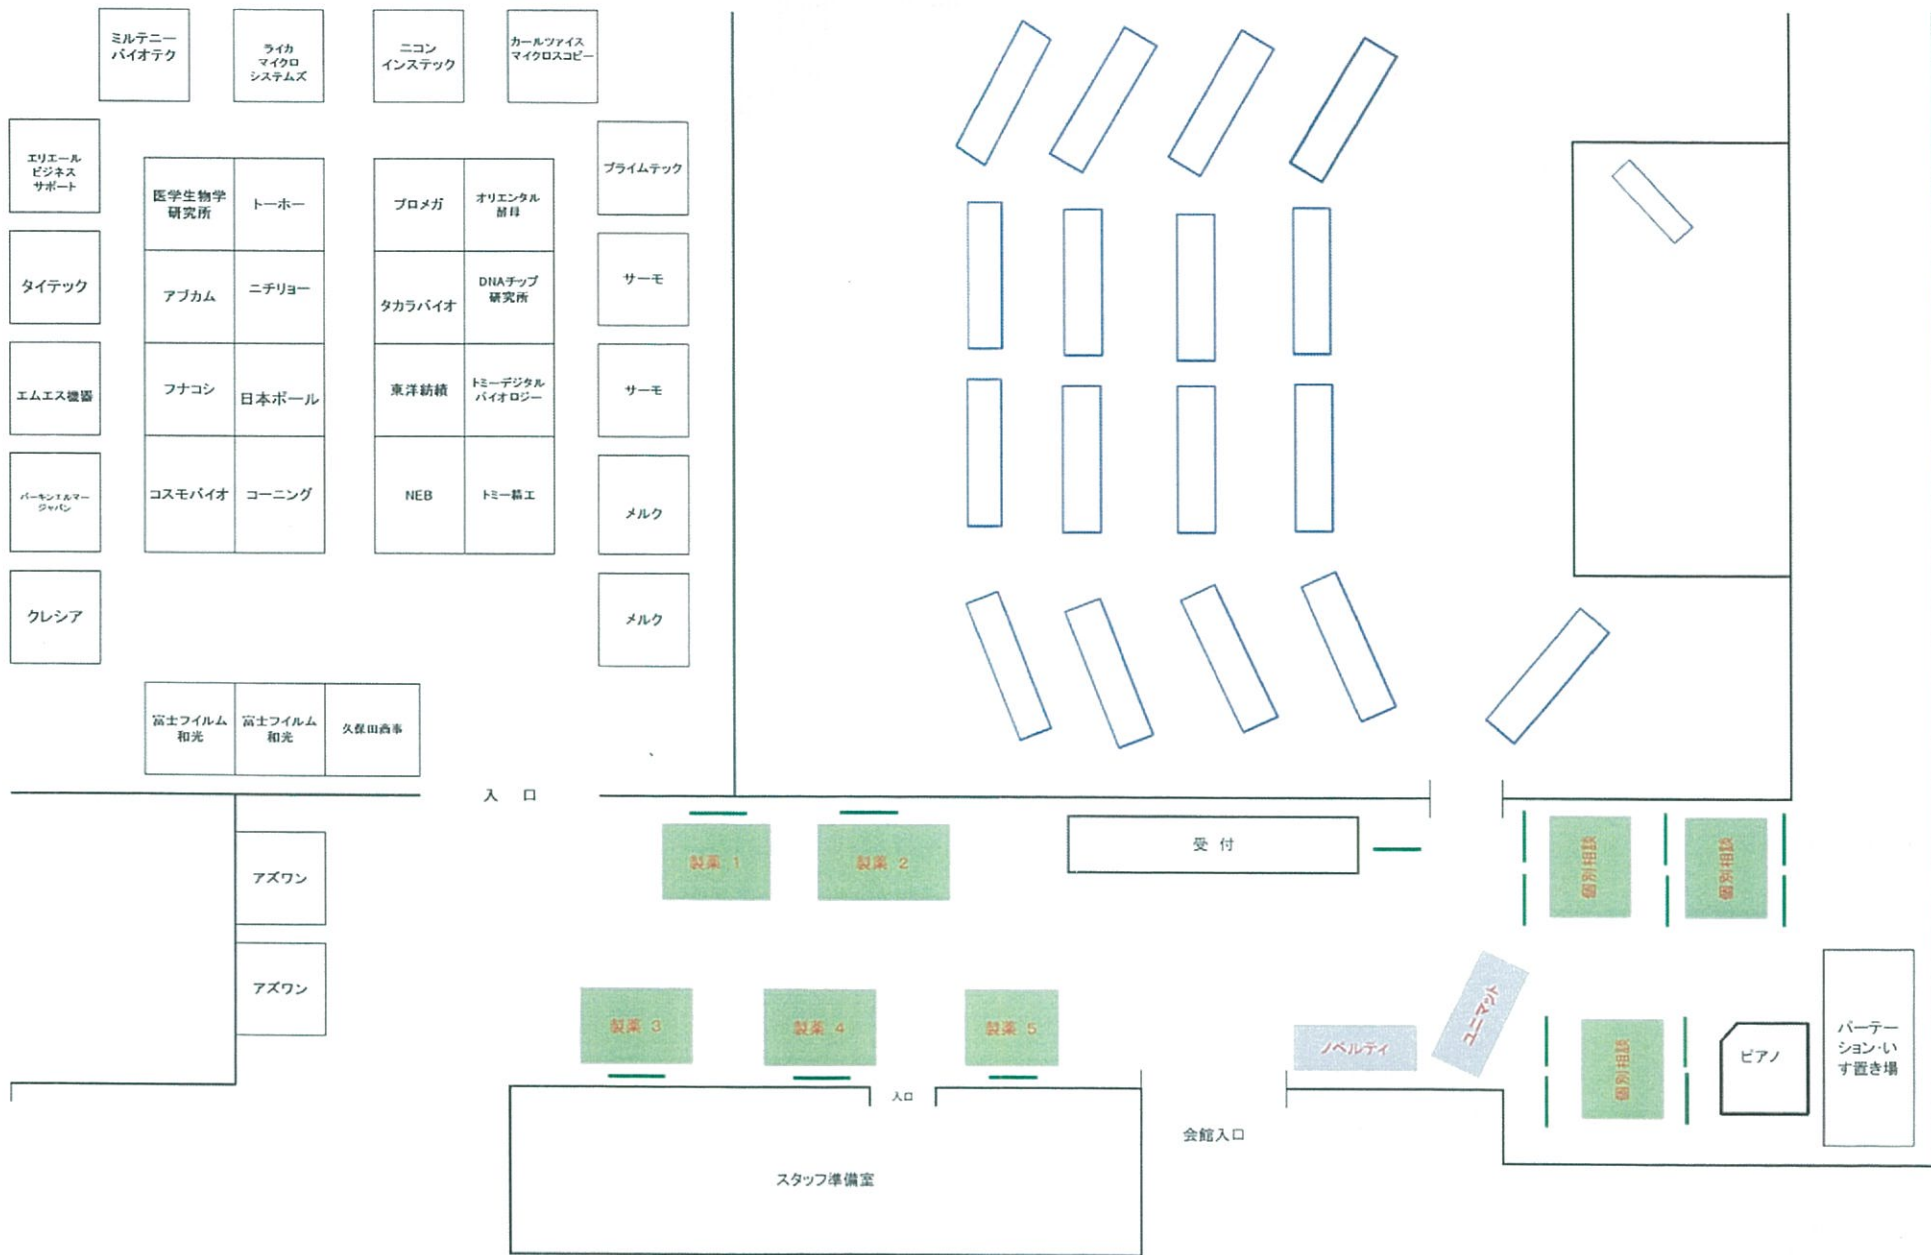 ミルテニー
バイオテク
ライカ
マイクロ
システムズ
ニコン
インステック
カールツァイス
マイクロスコピー
エリエール
ビジネス
サポート
医学生物学
研究所
トーホー
プロメガ
オリエンタル
酵母
プライムテック
タイテック
アブカム
ニチリョー
タカラバイオ
DNAチップ
研究所
サーモ
エムエス機器
フナコシ
日本ポール
東洋紡績
トミーデジタル
バイオロジー
サーモ
パーキンエルマー
ジャパン
コスモバイオ
コーニング
NEB
トミー精工
メルク
クレシア
メルク
富士フイルム
和光
富士フイルム
和光
久保田商事
入 口
アズワン
アズワン
製薬 1
製薬 2
受 付
個別相談
個別相談
製薬 3
製薬 4
製薬 5
ノベルティ
ユニマット
個別相談
ピアノ
パーテー
ション・い
す置き場
入口
会館入口
スタッフ準備室